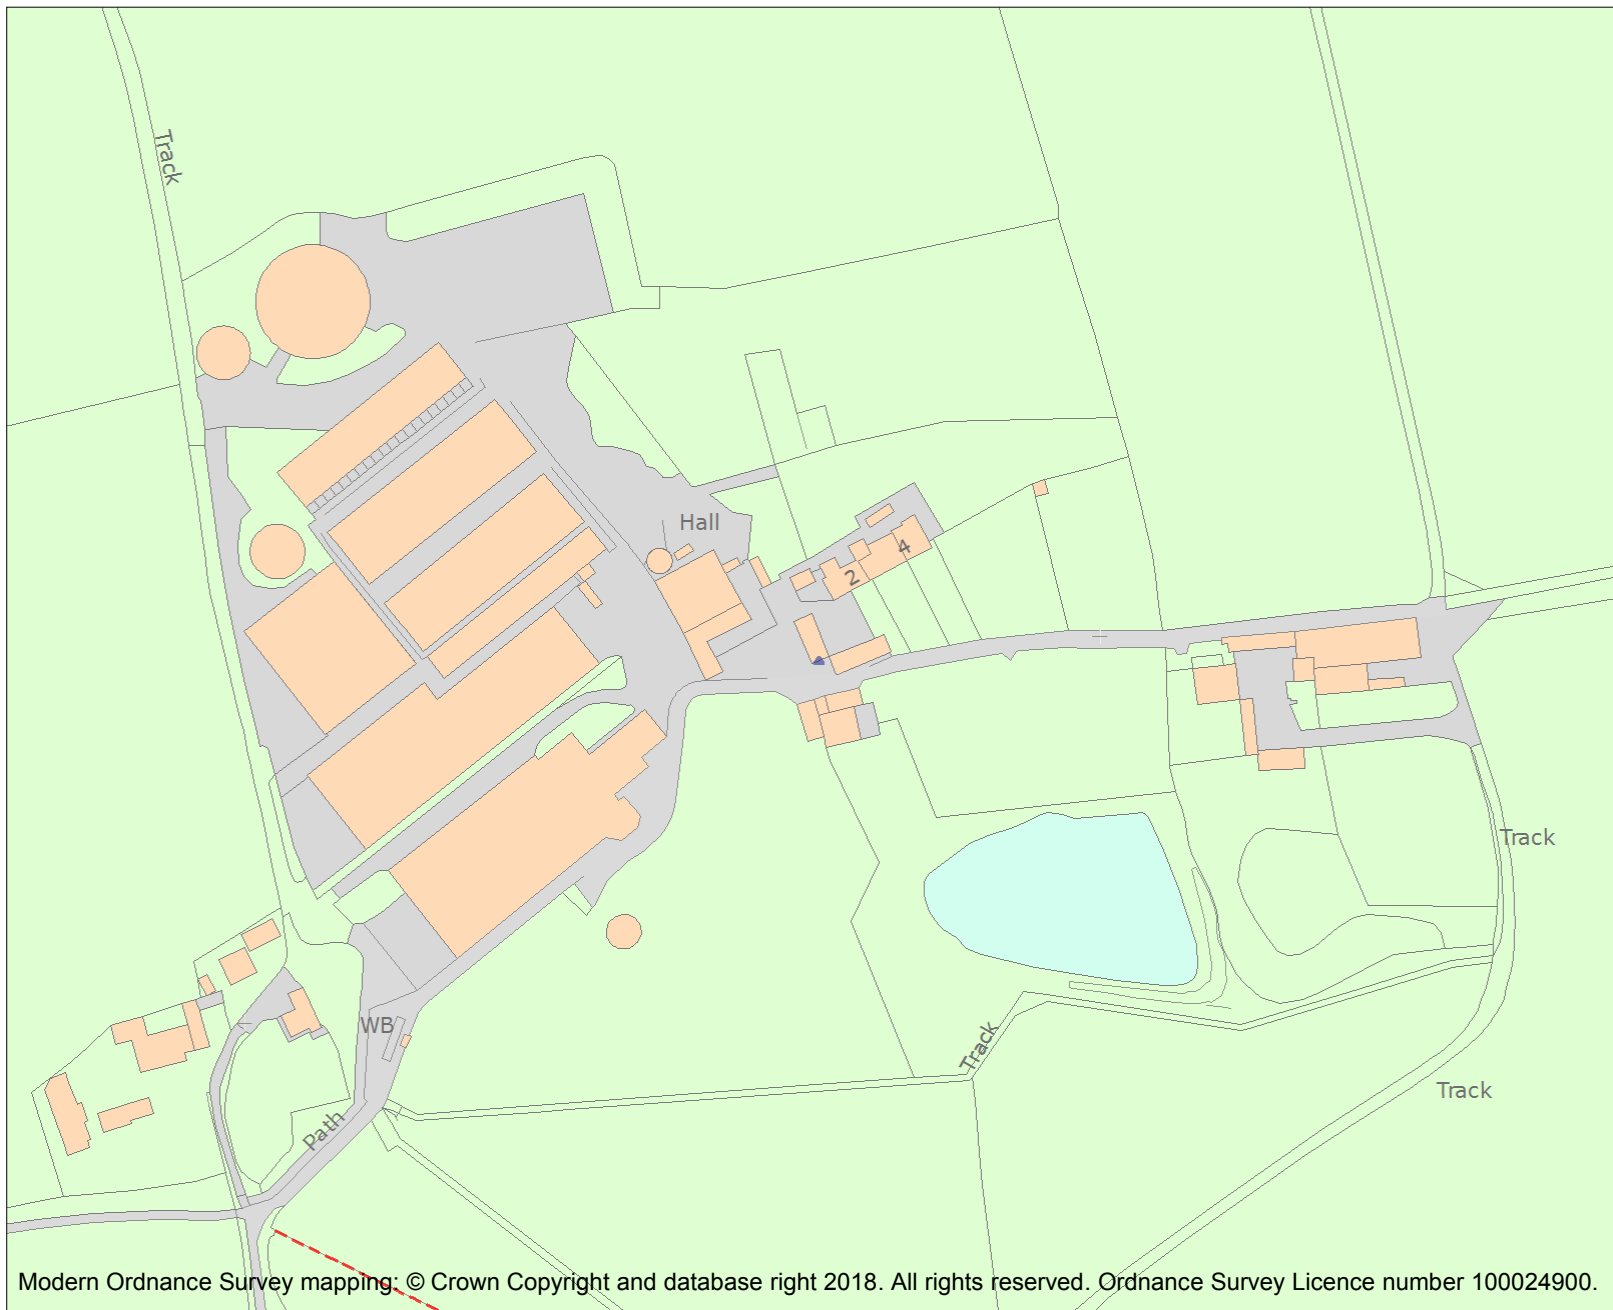 Track
Hall
4
2
Track
WB
Track
Track
Path
Modern Ordnance Survey mapping: © Crown Copyright and database right 2018. All rights reserved. Ordnance Survey Licence number 100024900.